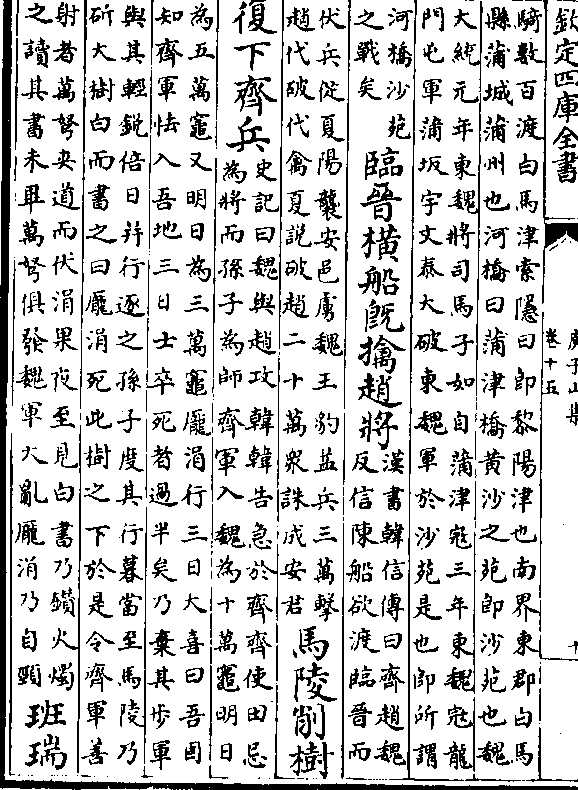 欽定四庫全書
庾子山集
卷十五
騎數百渡白馬津索隱曰即黎陽津也南界東郡白馬
縣蒲城蒲州也河橋曰蒲津橋黄沙之苑即沙苑也魏
大統元年東魏將司馬子如自蒲津寇三年東魏寇龍
門屯軍蒲坂宇文泰大破東魏軍於沙苑是也即所謂
河橋沙苑
之戰矣
臨晉横船既擒趙將
漢書韓信傳曰齊趙魏
反信陳船欲渡臨晉而
伏兵從夏陽襲安邑虜魏王豹益兵三萬擊
趙代破代禽夏説破趙二十萬衆誅成安君
馬陵削樹
復下齊兵
史記曰魏與趙攻韓韓告急於齊齊使田忌
為將而孫子為師齊軍入魏為十萬竈明日
為五萬竈又明日為三萬竈龐涓行三日大喜曰吾固
知齊軍怯入吾地三日士卒死者過半矣乃棄其步軍
與其輕鋭倍日并行逐之孫子度其行暮當至馬陵乃
斫大樹白而書之曰龐涓死此樹之下於是令齊軍善
射者萬弩夾道而伏涓果夜至見白書乃鑚火燭
之讀其書未畢萬弩俱發魏軍大亂龐涓乃自頸
班瑞